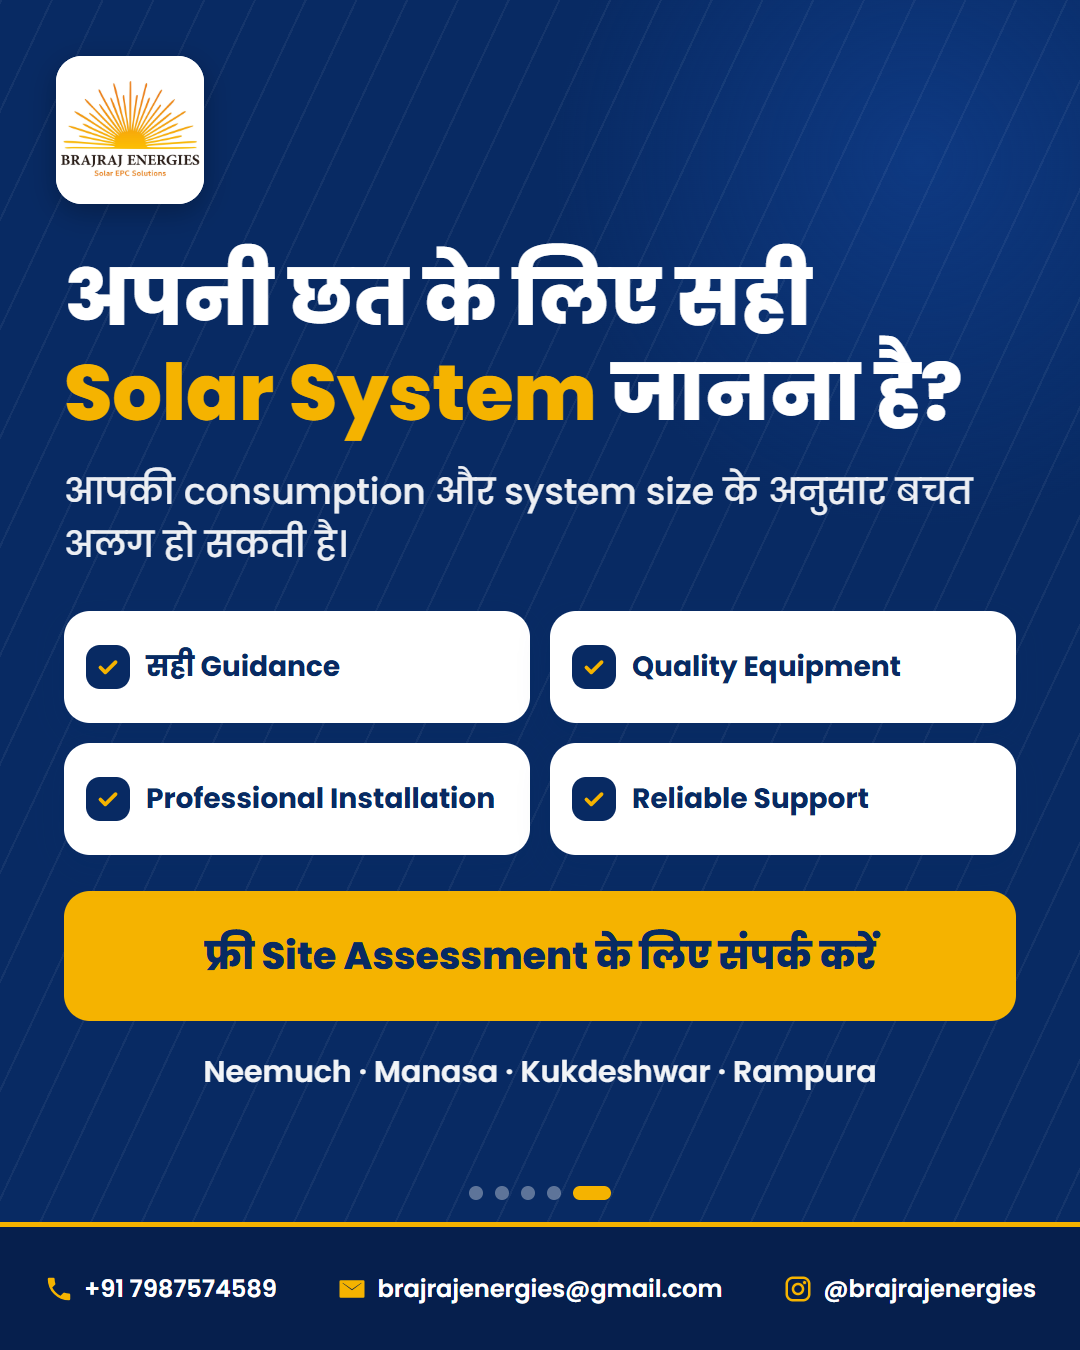 BRAJRAJ ENERGIES
Solar EPC Solutions
अपनी छत के लिए सही
Solar System जानना है?
आपकी consumption और system size के अनुसार बचत
अलग हो सकती है।
सही Guidance
Quality Equipment
Professional Installation
Reliable Support
फ्री Site Assessment के लिए संपर्क करें
Neemuch · Manasa · Kukdeshwar · Rampura
+91 7987574589
brajrajenergies@gmail.com
@brajrajenergies